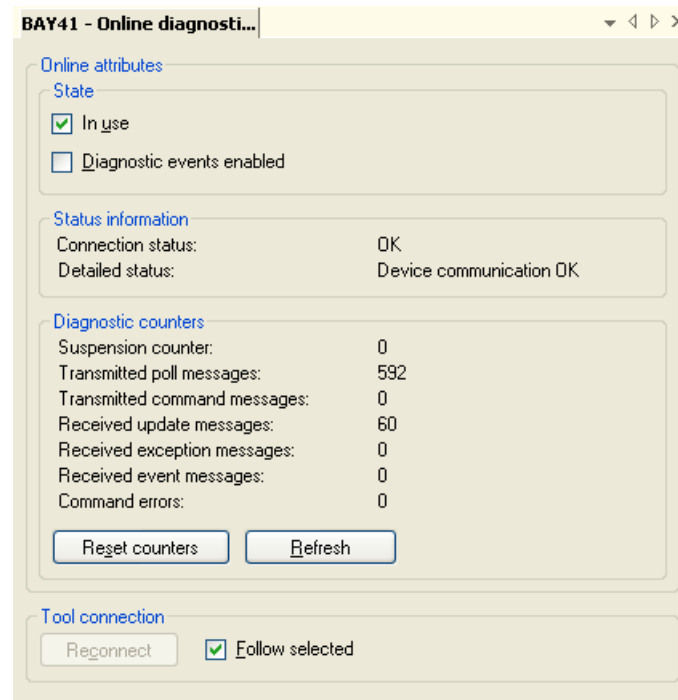 BAY41 - Online diagnosti...
Online attributes
State
In use
Diagnostic events enabled
Status information
Connection status: OK
Detailed status: Device communication OK
Diagnostic counters
Suspension counter: 0
Transmitted poll messages: 592
Transmitted command messages: 0
Received update messages: 60
Received exception messages: 0
Received event messages: 0
Command errors: 0
Reset counters Refresh
Tool connection
Reconnect Follow selected